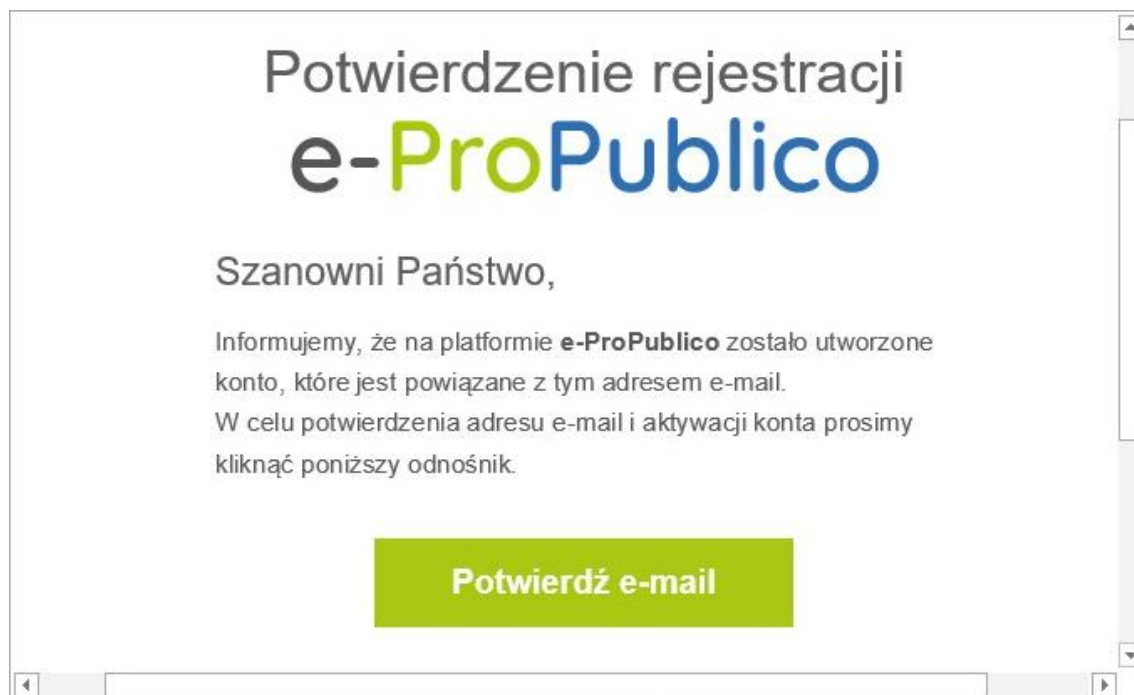 Potwierdzenie rejestracji
e-ProPublico
Szanowni Państwo,
Informujemy, że na platformie e-ProPublico zostało utworzone
konto, które jest powiązane z tym adresem e-mail.
W celu potwierdzenia adresu e-mail i aktywacji konta prosimy
kliknąć poniższy odnośnik.
Potwierdź e-mail